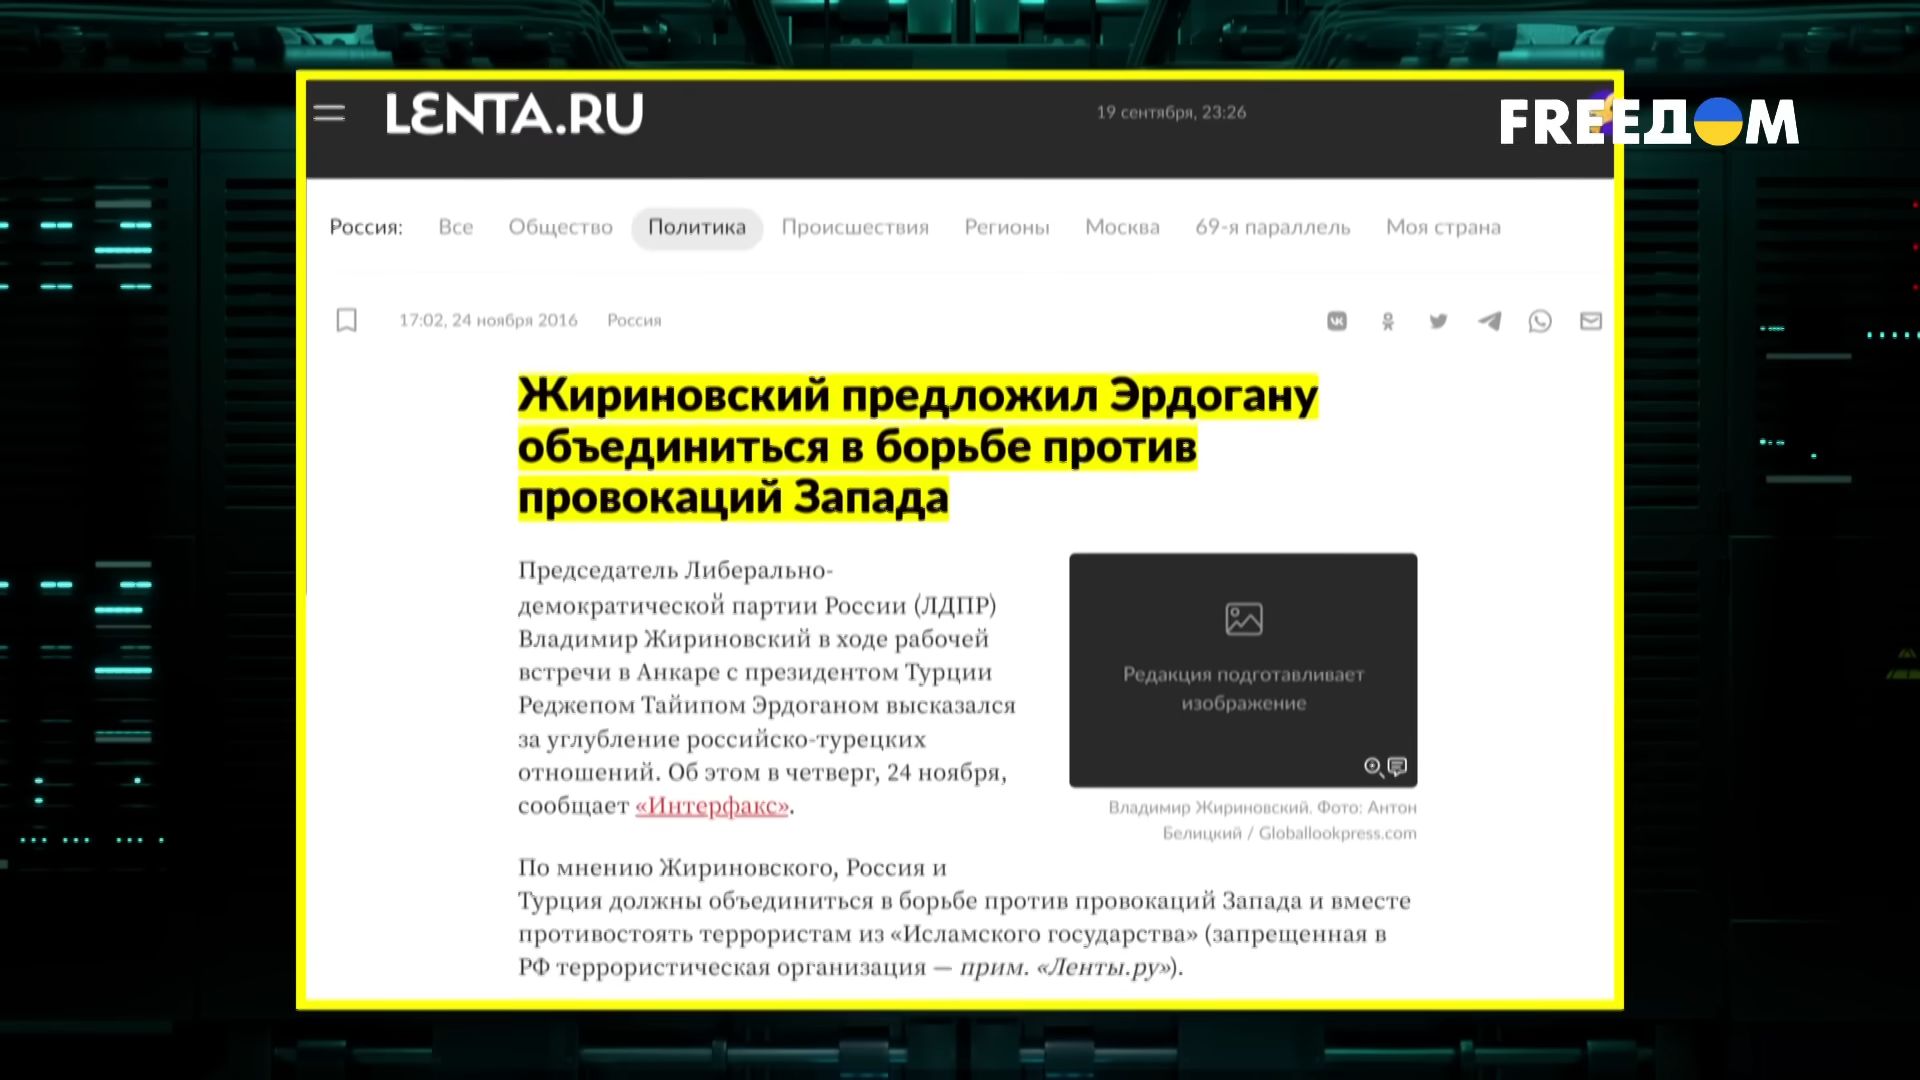 LENTA.RU
19 сентября, 23:26
FREEДOM
Россия: Все Общество Политика Происшествия Регионы Москва 69-я параллель Моя страна
17:02, 24 ноября 2016 Россия
Жириновский предложил Эрдогану
объединиться в борьбе против
провокаций Запада
Председатель Либерально-
демократической партии России (ЛДПР)
Владимир Жириновский в ходе рабочей
встречи в Анкаре с президентом Турции
Реджепом Тайипом Эрдоганом высказался
за углубление российско-турецких
отношений. Об этом в четверг, 24 ноября,
сообщает «Интерфакс».
Редакция подготавливает
изображение
Владимир Жириновский. Фото: Антон
Белицкий / Globallookpress.com
По мнению Жириновского, Россия и
Турция должны объединиться в борьбе против провокаций Запада и вместе
противостоять террористам из «Исламского государства» (запрещенная в
РФ террористическая организация — прим. «Ленты.ру»).